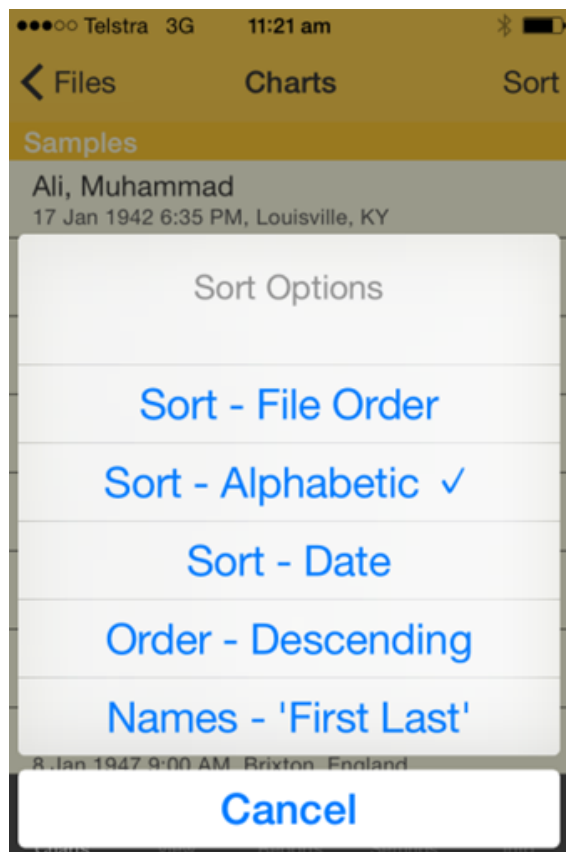 Telstra 3G 11:21 am
Files Charts Sort
Samples
Ali, Muhammad
17 Jan 1942 6:35 PM, Louisville, KY
Sort Options
Sort - File Order
Sort - Alphabetic ✓
Sort - Date
Order - Descending
Names - 'First Last'
8 Jan 1947 9:00 AM, Brixton, England
Cancel